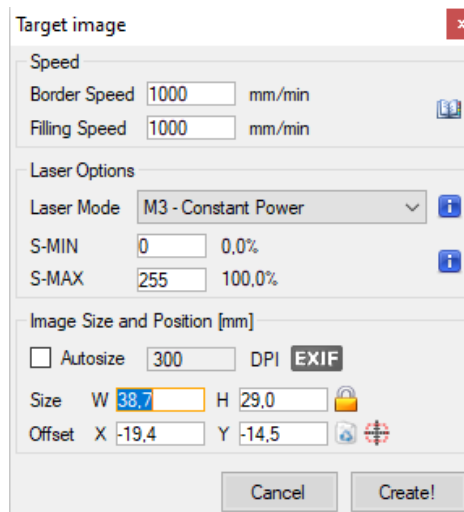 Target image
Speed
Border Speed 1000 mm/min
Filling Speed 1000 mm/min
Laser Options
Laser Mode M3 - Constant Power
S-MIN 0 0,0%
S-MAX 255 100,0%
Image Size and Position [mm]
Autosize 300 DPI EXIF
Size W 38,7 H 29,0
Offset X -19,4 Y -14,5
Cancel Create!